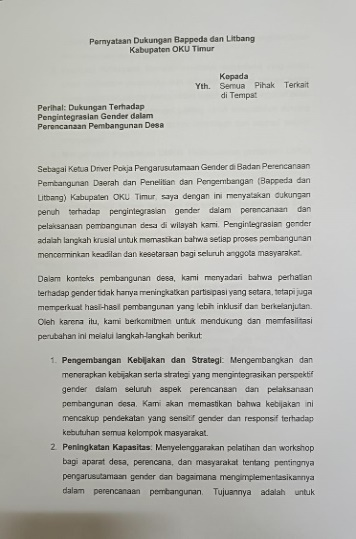 Pernyataan Dukungan Bappeda dan Litbang
Kabupaten OKU Timur
Kepada
Yth. Semua Pihak Terkait
di Tempat
Perihal: Dukungan Terhadap
Pengintegrasian Gender dalam
Perencanaan Pembangunan Desa
Sebagai Ketua Driver Pokja Pengarusutamaan Gender di Badan Perencanaan
Pembangunan Daerah dan Penelitian dan Pengembangan (Bappeda dan
Litbang) Kabupaten OKU Timur, saya dengan ini menyatakan dukungan
penuh terhadap pengintegrasian gender dalam perencanaan dan
pelaksanaan pembangunan desa di wilayah kami. Pengintegrasian gender
adalah langkah krusial untuk memastikan bahwa setiap proses pembangunan
mencerminkan keadilan dan kesetaraan bagi seluruh anggota masyarakat.
Dalam konteks pembangunan desa, kami menyadari bahwa perhatian
terhadap gender tidak hanya meningkatkan partisipasi yang setara, tetapi juga
memperkuat hasil-hasil pembangunan yang lebih inklusif dan berkelanjutan.
Oleh karena itu, kami berkomitmen untuk mendukung dan memfasilitasi
perubahan ini melalui langkah-langkah berikut:
1. Pengembangan Kebijakan dan Strategi: Mengembangkan dan
menerapkan kebijakan serta strategi yang mengintegrasikan perspektif
gender dalam seluruh aspek perencanaan dan pelaksanaan
pembangunan desa. Kami akan memastikan bahwa kebijakan ini
mencakup pendekatan yang sensitif gender dan responsif terhadap
kebutuhan semua kelompok masyarakat.
2. Peningkatan Kapasitas: Menyelenggarakan pelatihan dan workshop
bagi aparat desa, perencana, dan masyarakat tentang pentingnya
pengarusutamaan gender dan bagaimana mengimplementasikannya
dalam perencanaan pembangunan. Tujuannya adalah untuk